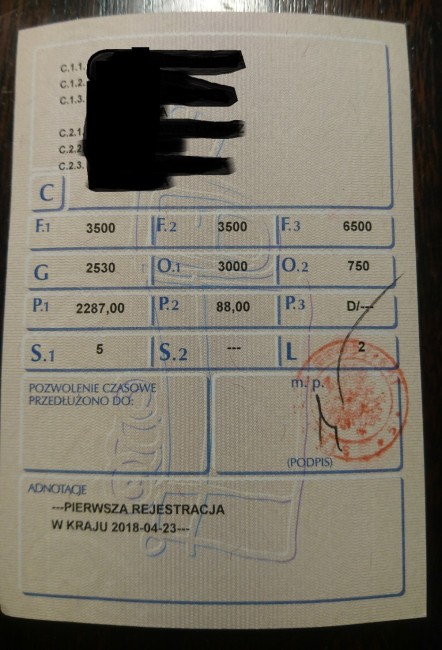 C.1.1.
C.1.2.
C.1.3.
C.2.1.
C.2.2.
C.2.3.
C
F.1 3500 F.2 3500 F.3 6500
G 2530 O.1 3000 O.2 750
P.1 2287,00 P.2 88,00 P.3 D/---
S.1 5 S.2 --- L 2
POZWOLENIE CZASOWE
PRZEDŁUŻONO DO:
m. p.
(PODPIS)
ADNOTACJE
---PIERWSZA REJESTRACJA
W KRAJU 2018-04-23---